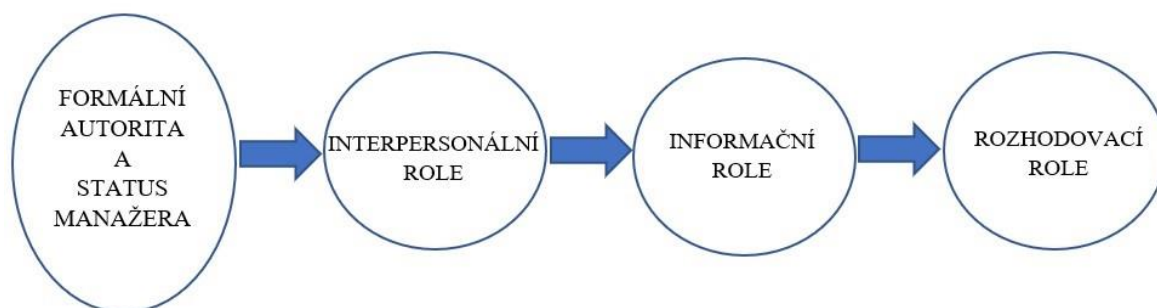 FORMÁLNÍ
AUTORITA
A
STATUS
MANAŽERA
INTERPERSONÁLNÍ
ROLE
INFORMAČNÍ
ROLE
ROZHODOVACÍ
ROLE